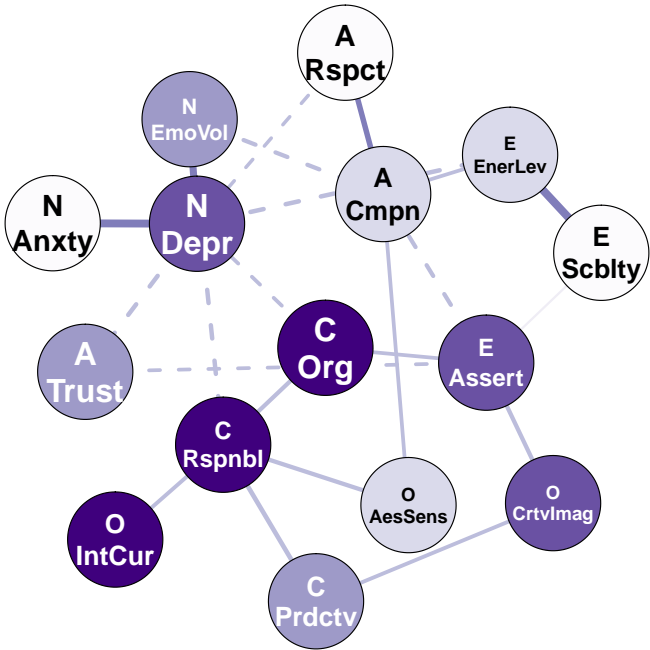 A
Rspct
N
EmoVol
E
EnerLev
A
Cmpn
N
Anxty
N
Depr
E
Scblty
C
Org
E
Assert
A
Trust
C
Rspnbl
O
AesSens
O
CrtvImag
O
IntCur
C
Prdctv